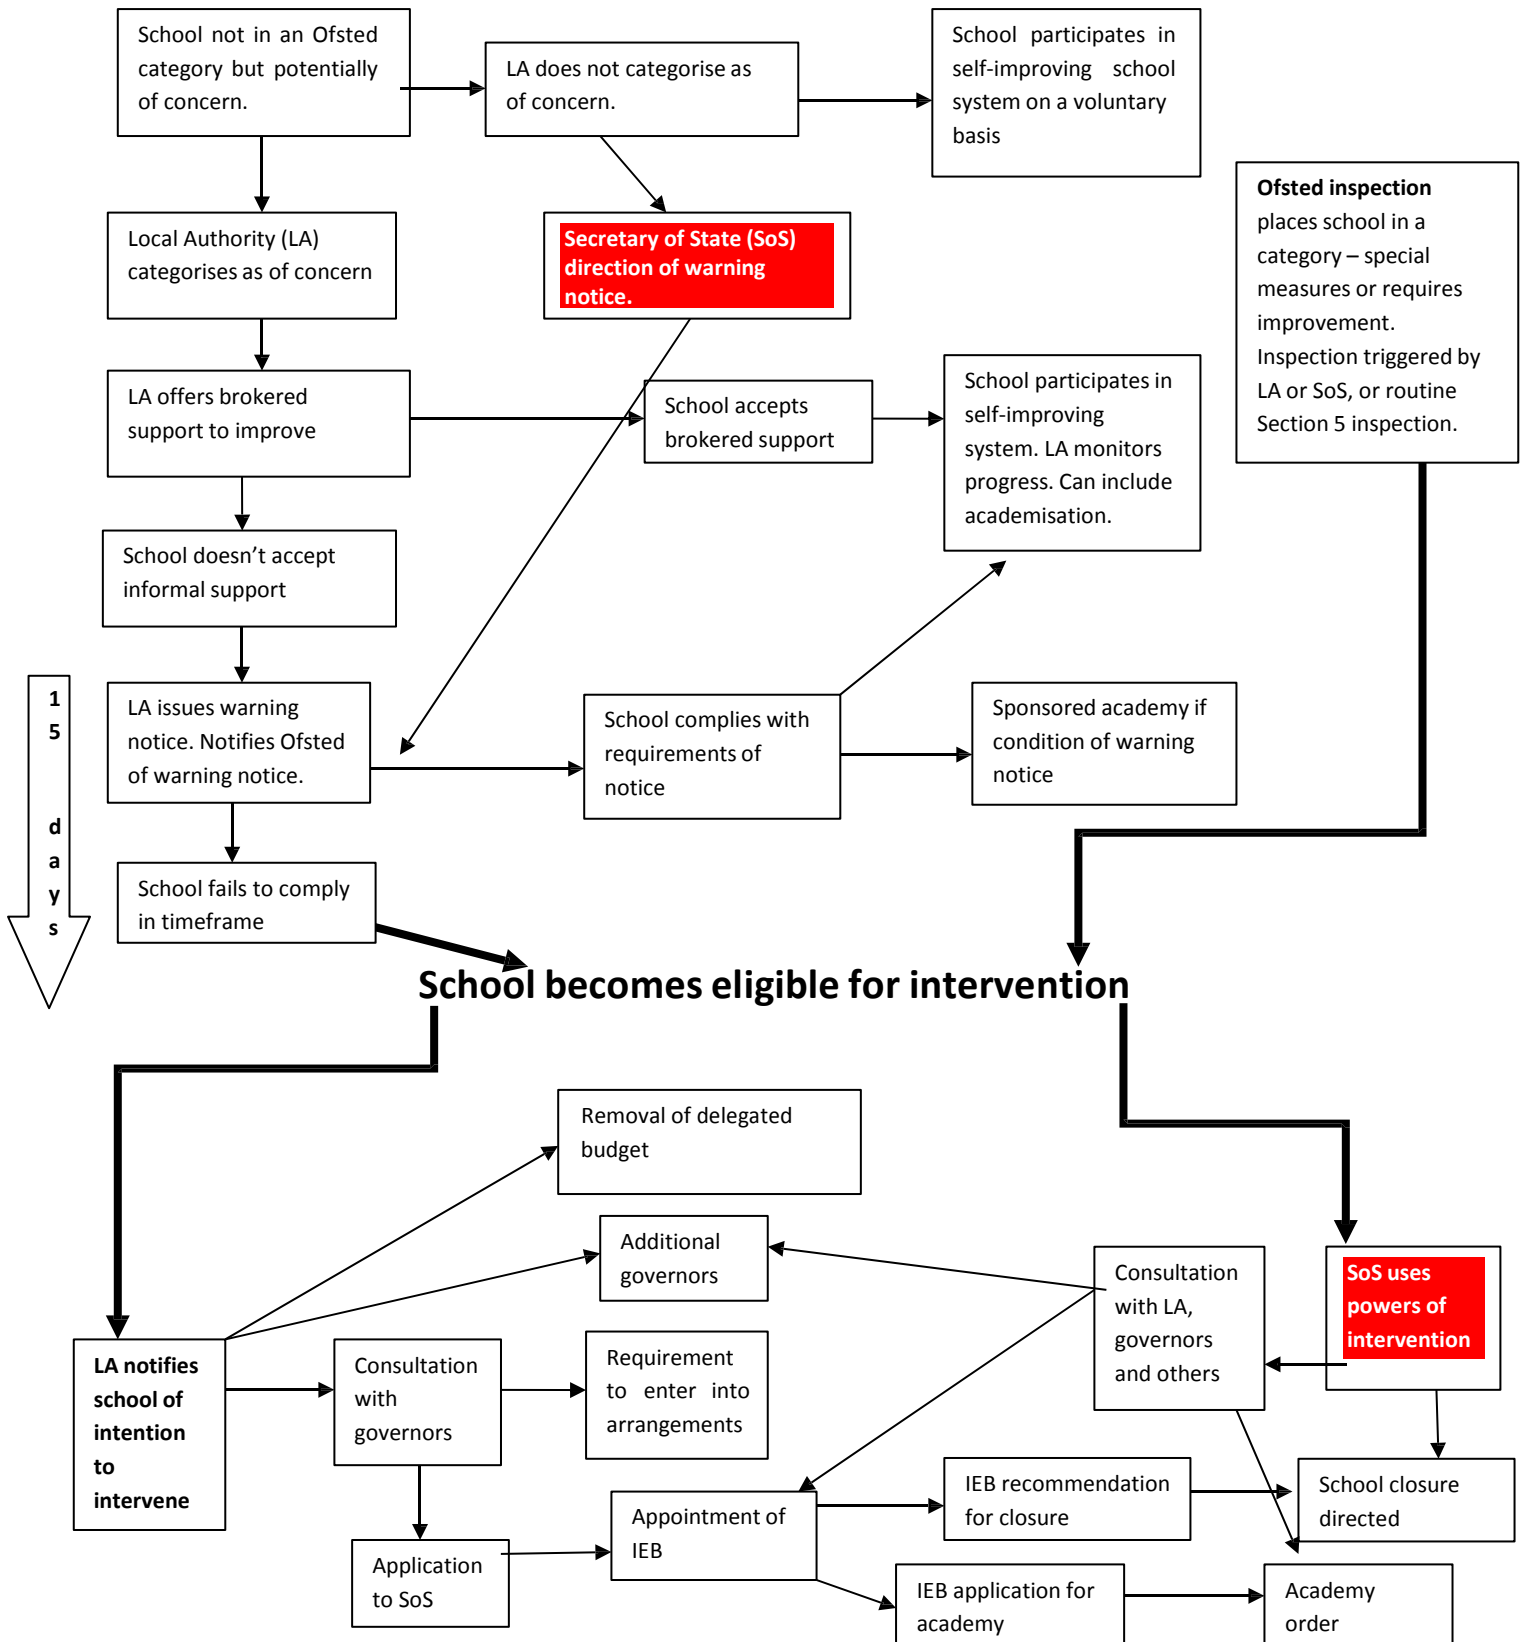 School not in an Ofsted
category but potentially
of concern.
LA does not categorise as
of concern.
School participates in
self-improving school
system on a voluntary
basis
Ofsted inspection
places school in a
category – special
measures or requires
improvement.
Inspection triggered by
LA or SoS, or routine
Section 5 inspection.
Local Authority (LA)
categorises as of concern
Secretary of State (SoS)
direction of warning
notice.
LA offers brokered
support to improve
School accepts
brokered support
School participates in
self-improving
system. LA monitors
progress. Can include
academisation.
School doesn’t accept
informal support
1
5
d
a
y
s
LA issues warning
notice. Notifies Ofsted
of warning notice.
School complies with
requirements of
notice
Sponsored academy if
condition of warning
notice
School fails to comply
in timeframe
School becomes eligible for intervention
Removal of delegated
budget
Additional
governors
Consultation
with LA,
governors
and others
SoS uses
powers of
intervention
LA notifies
school of
intention
to
intervene
Consultation
with
governors
Requirement
to enter into
arrangements
Application
to SoS
Appointment of
IEB
IEB recommendation
for closure
School closure
directed
IEB application for
academy
Academy
order